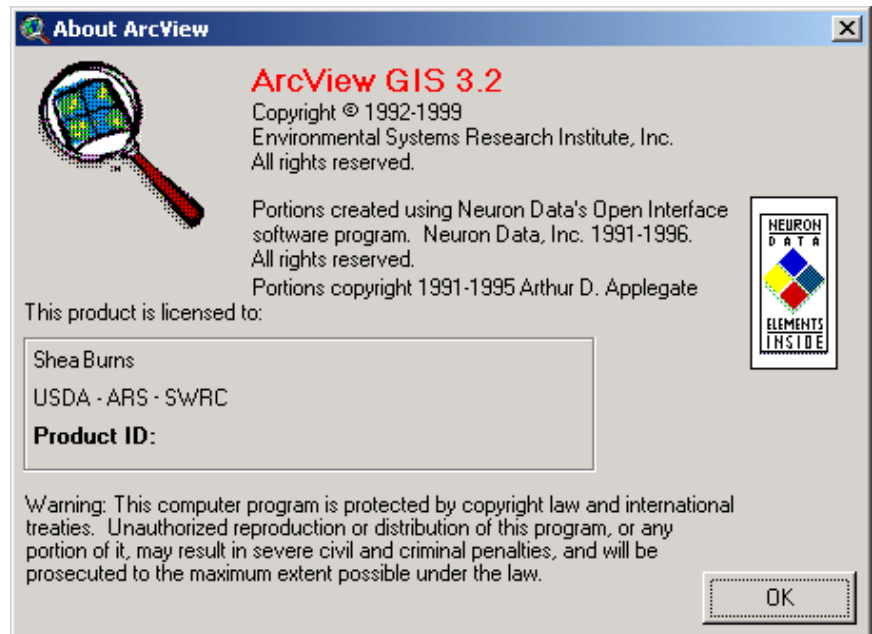 About ArcView
ArcView GIS 3.2
Copyright © 1992-1999
Environmental Systems Research Institute, Inc.
All rights reserved.
Portions created using Neuron Data's Open Interface
software program. Neuron Data, Inc. 1991-1996.
All rights reserved.
Portions copyright 1991-1995 Arthur D. Applegate
NEURON
DATA
ELEMENTS
INSIDE
TM
This product is licensed to:
Shea Burns
USDA - ARS - SWRC
Product ID:
Warning: This computer program is protected by copyright law and international
treaties. Unauthorized reproduction or distribution of this program, or any
portion of it, may result in severe civil and criminal penalties, and will be
prosecuted to the maximum extent possible under the law.
OK